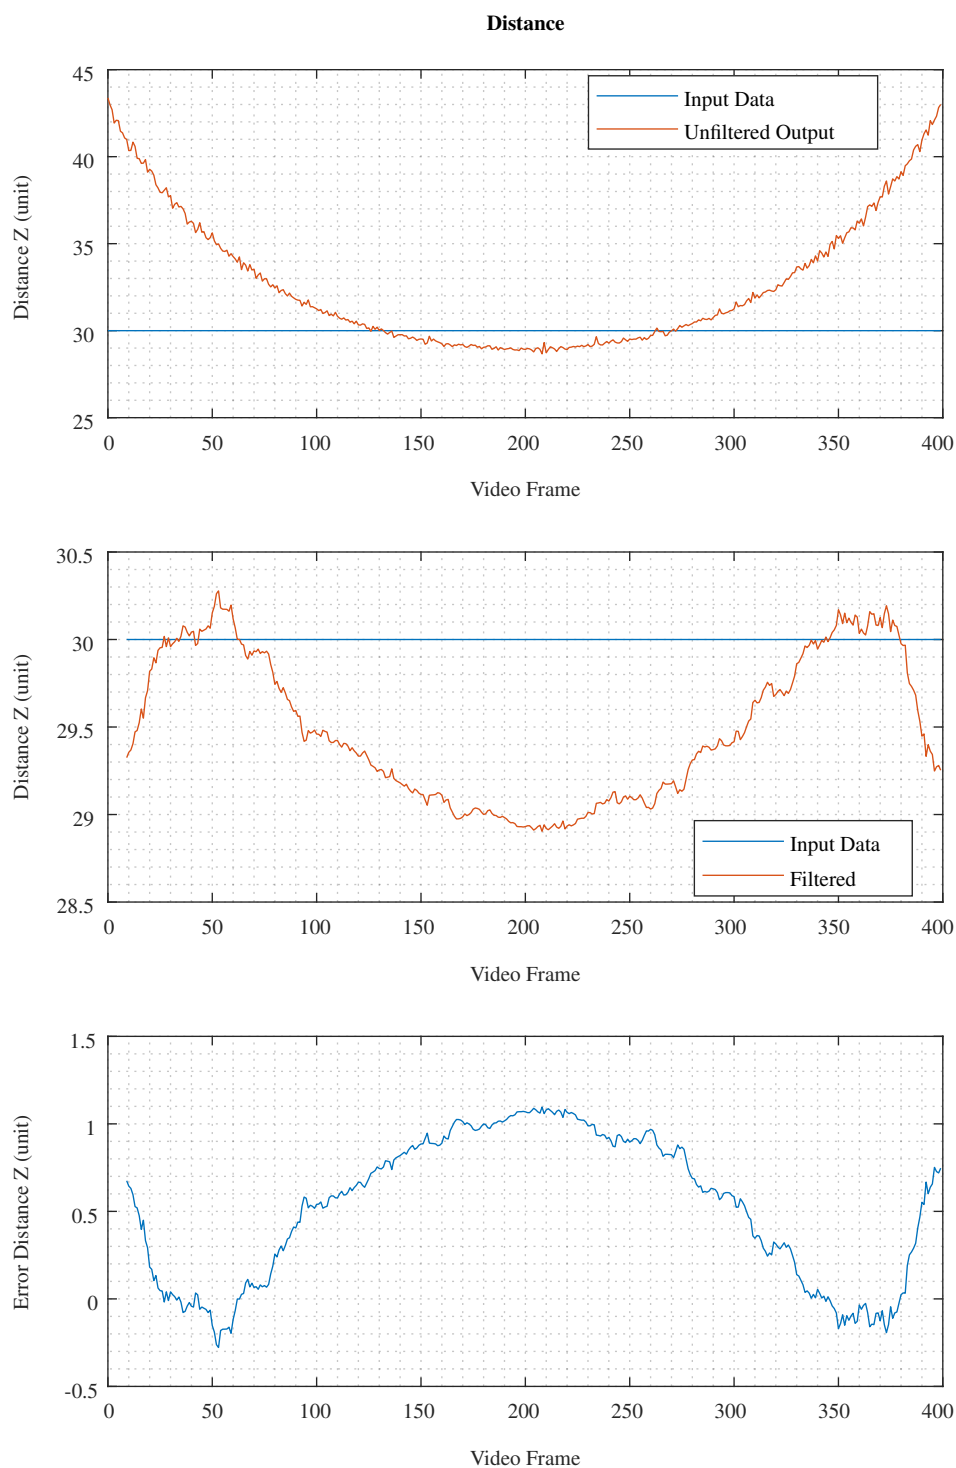 Distance
45
40
35
30
25
Distance Z (unit)
Input Data
Unfiltered Output
0 50 100 150 200 250 300 350 400
Video Frame
30.5
30
29.5
29
28.5
Distance Z (unit)
Input Data
Filtered
0 50 100 150 200 250 300 350 400
Video Frame
1.5
1
0.5
0
-0.5
Error Distance Z (unit)
0 50 100 150 200 250 300 350 400
Video Frame